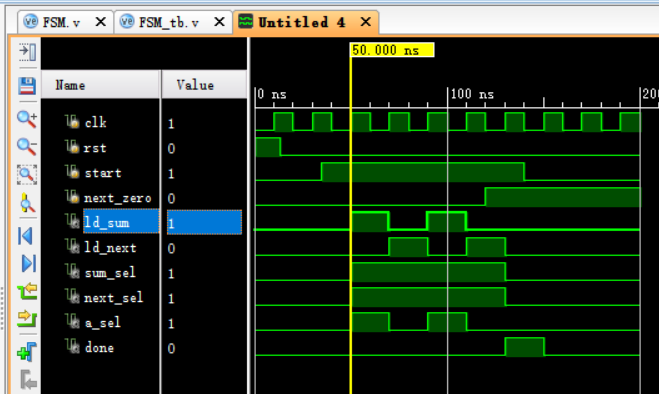 FSM.v
FSM_tb.v
Untitled 4
50.000 ns
Name
Value
0 ns
100 ns
20
clk
1
rst
0
start
1
next_zero
0
ld_sum
1
ld_next
0
sum_sel
1
next_sel
1
a_sel
1
done
0